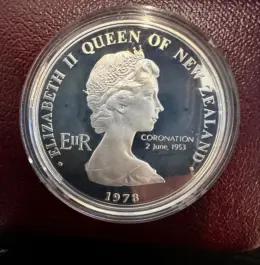 ELIZABETH II QUEEN OF NEW ZEALAND
EIIR
CORONATION
2 June, 1953
1978